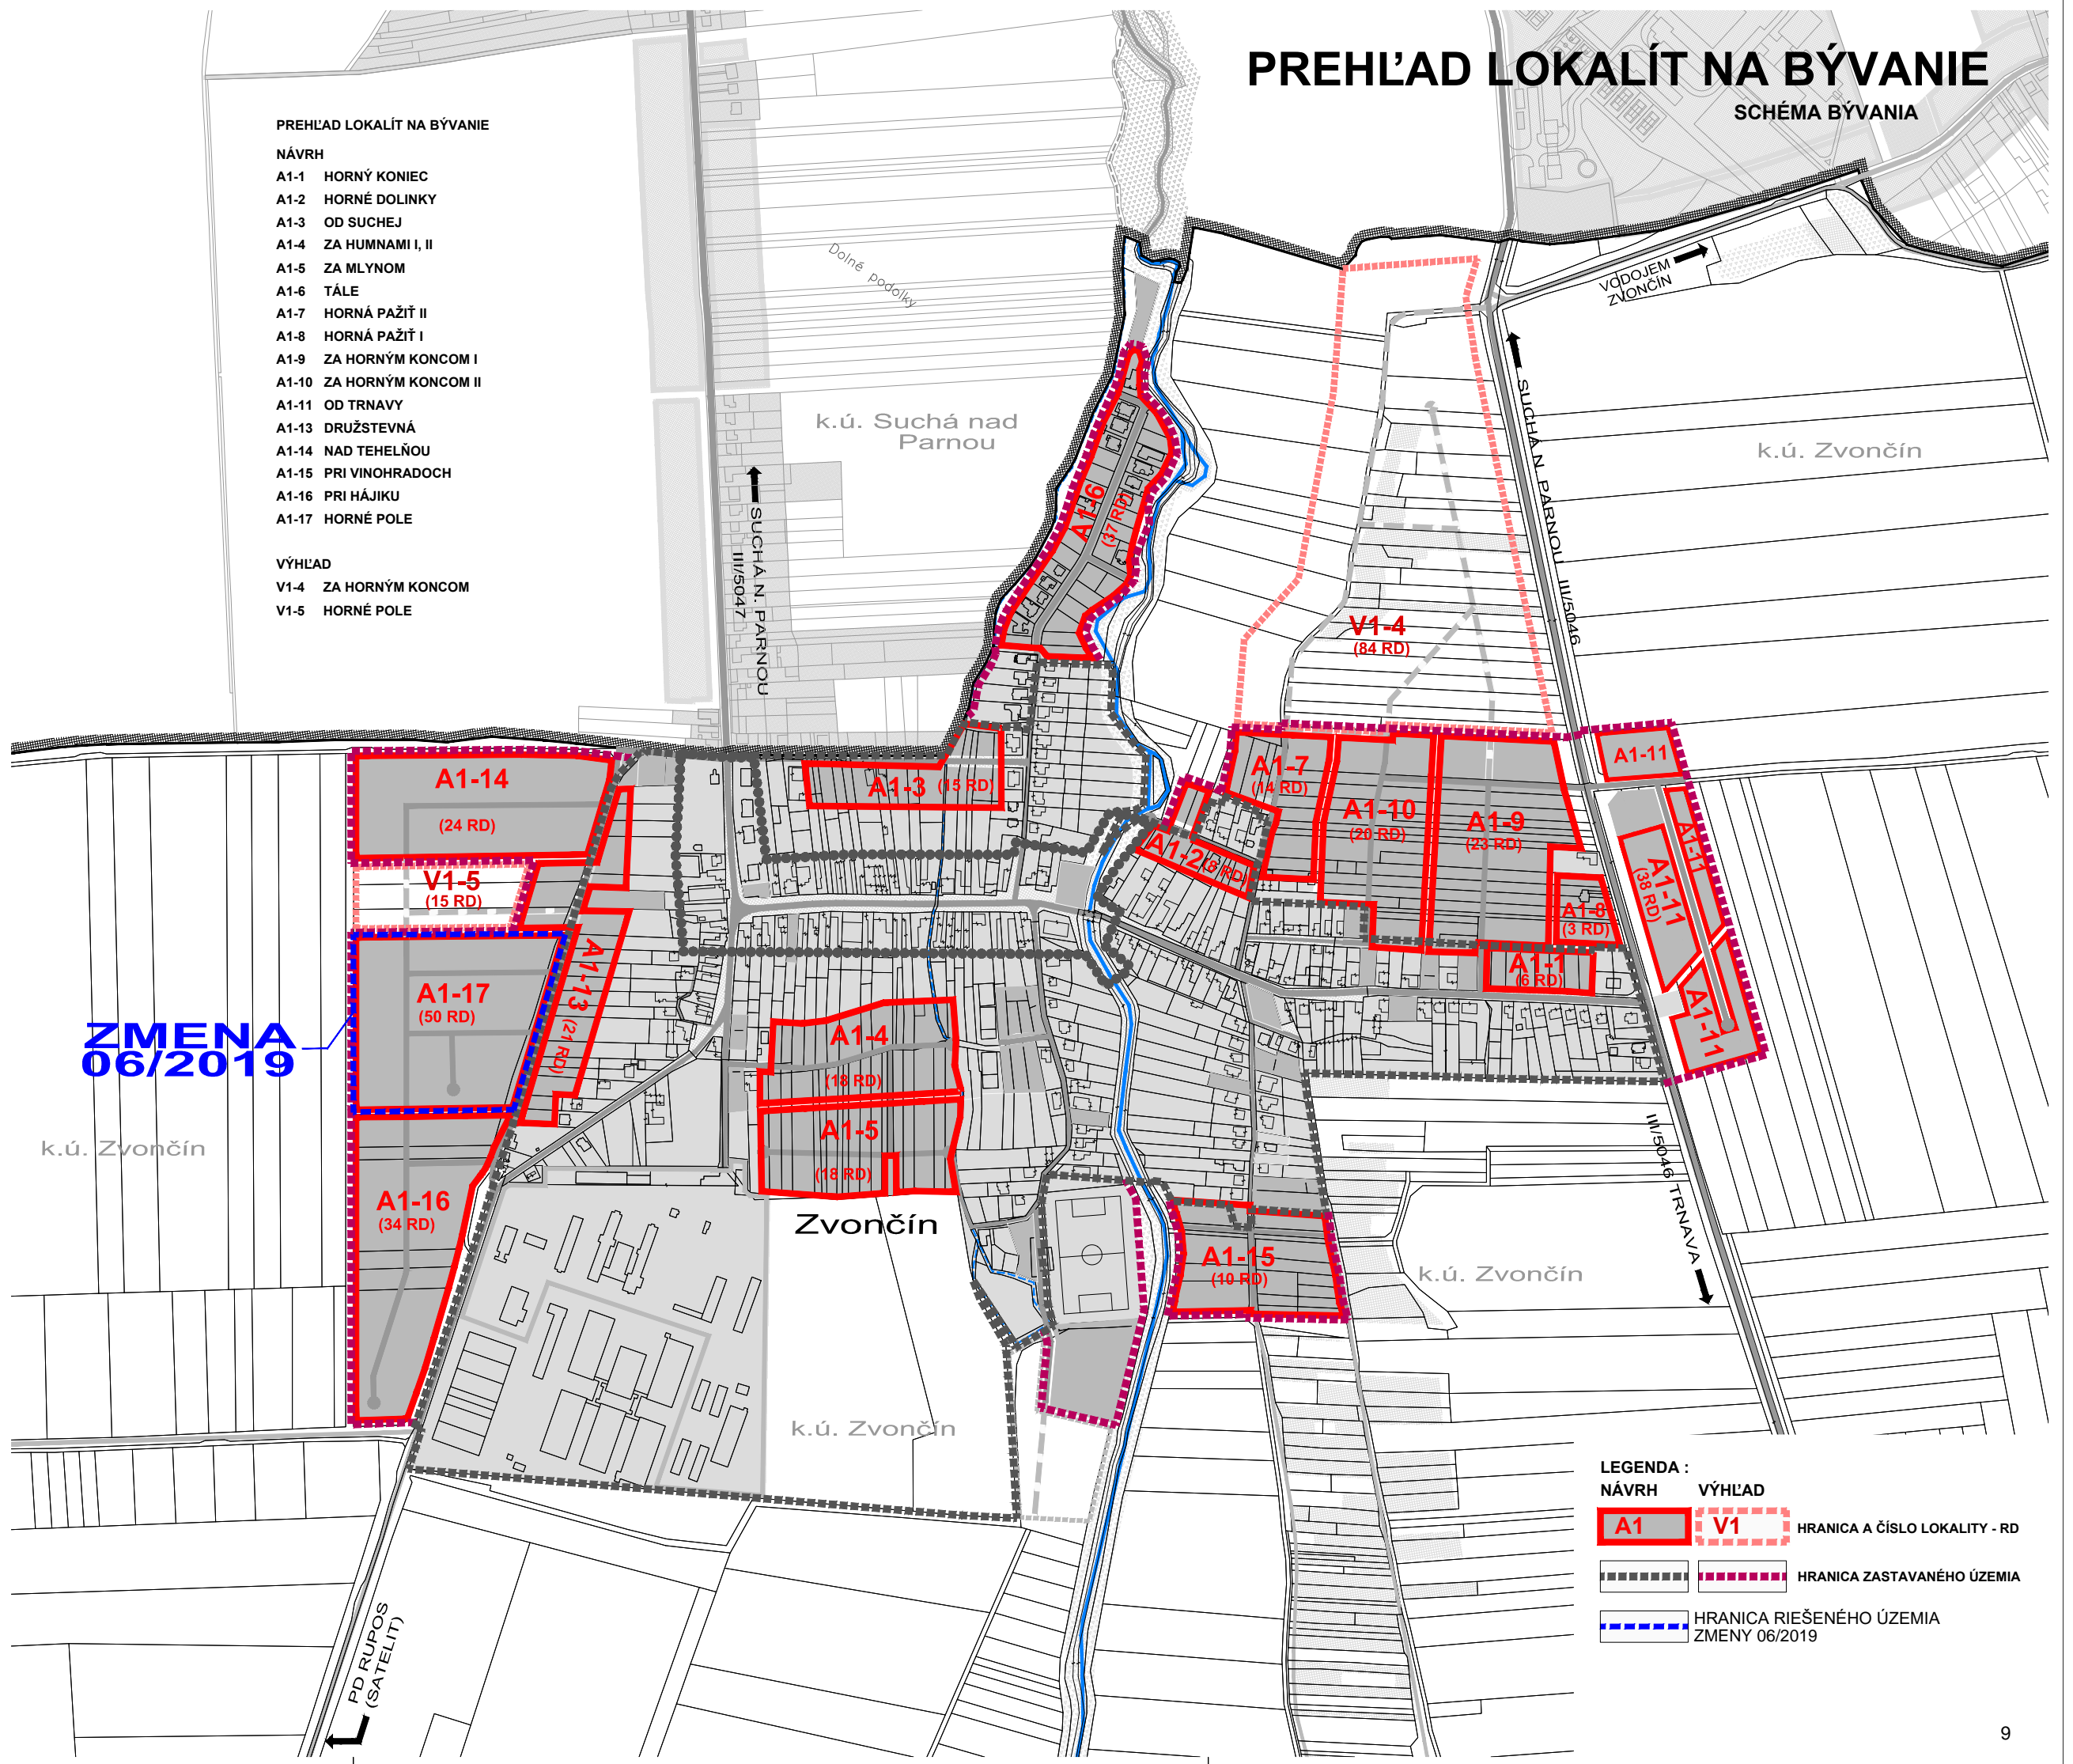 PREHĽAD LOKALÍT NA BÝVANIE
SCHÉMA BÝVANIA
PREHĽAD LOKALÍT NA BÝVANIE
NÁVRH
A1-1 HORNÝ KONIEC
A1-2 HORNÉ DOLINKY
A1-3 OD SUCHEJ
A1-4 ZA HUMNAMI I, II
A1-5 ZA MLYNOM
A1-6 TÁLE
A1-7 HORNÁ PAŽIŤ II
A1-8 HORNÁ PAŽIŤ I
A1-9 ZA HORNÝM KONCOM I
A1-10 ZA HORNÝM KONCOM II
A1-11 OD TRNAVY
A1-13 DRUŽSTEVNÁ
A1-14 NAD TEHELŇOU
A1-15 PRI VINOHRADOCH
A1-16 PRI HÁJIKU
A1-17 HORNÉ POLE
VÝHĽAD
V1-4 ZA HORNÝM KONCOM
V1-5 HORNÉ POLE
Dolné podolky
VODOJEM
ZVONČÍN
k.ú. Suchá nad
Parnou
k.ú. Zvončín
SUCHÁ N. PARNOU
III/5047
SUCHÁ N. PARNOU III/5046
A1-6
(37 RD)
V1-4
(84 RD)
A1-14
(24 RD)
A1-3 (15 RD)
A1-7
(14 RD)
A1-10
(20 RD)
A1-9
(23 RD)
A1-11
A1-11
A1-11
(38 RD)
A1-11
A1-2 (8 RD)
A1-8
(3 RD)
A1-1
(6 RD)
V1-5
(15 RD)
A1-17
(50 RD)
A1-13 (21 RD)
ZMENA
06/2019
A1-4
(18 RD)
A1-5
(18 RD)
k.ú. Zvončín
A1-16
(34 RD)
Zvončín
A1-15
(10 RD)
k.ú. Zvončín
III/5046 TRNAVA
k.ú. Zvončín
PD RUPOS
(SATELIT)
LEGENDA :
NÁVRH VÝHĽAD
A1 V1 HRANICA A ČÍSLO LOKALITY - RD
HRANICA ZASTAVANÉHO ÚZEMIA
HRANICA RIEŠENÉHO ÚZEMIA
ZMENY 06/2019
9